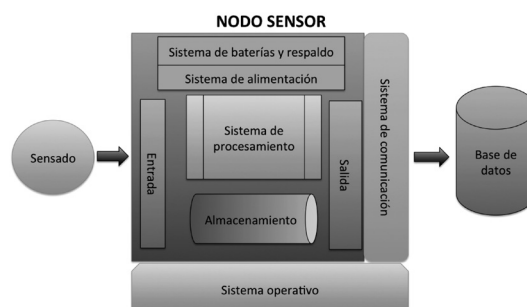 NODO SENSOR
Sistema de baterías y respaldo
Sistema de alimentación
Sensado
Entrada
Sistema de
procesamiento
Almacenamiento
Salida
Sistema de comunicación
Base de
datos
Sistema operativo